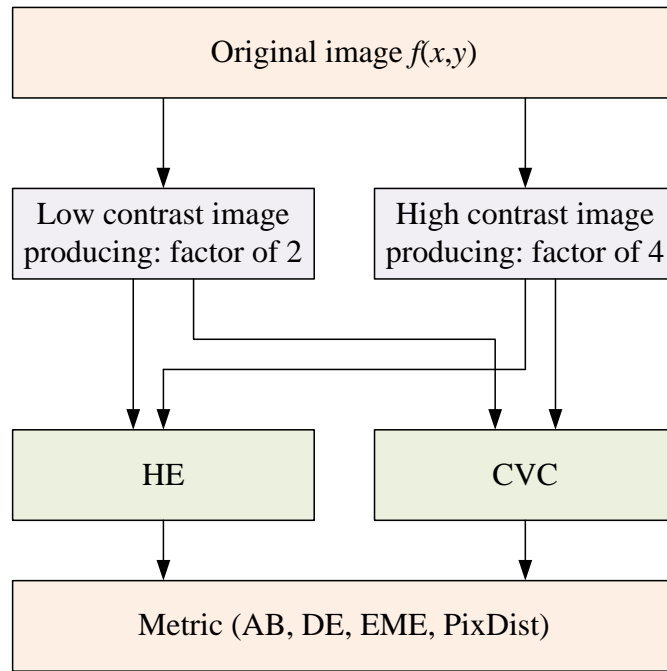 Original image f(x,y)
Low contrast image
producing: factor of 2
High contrast image
producing: factor of 4
HE
CVC
Metric (AB, DE, EME, PixDist)